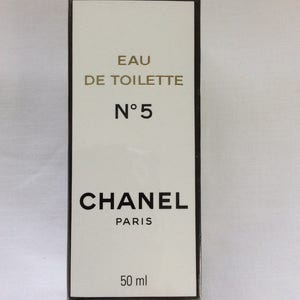 EAU
DE TOILETTE
N°5
CHANEL
PARIS
50 ml